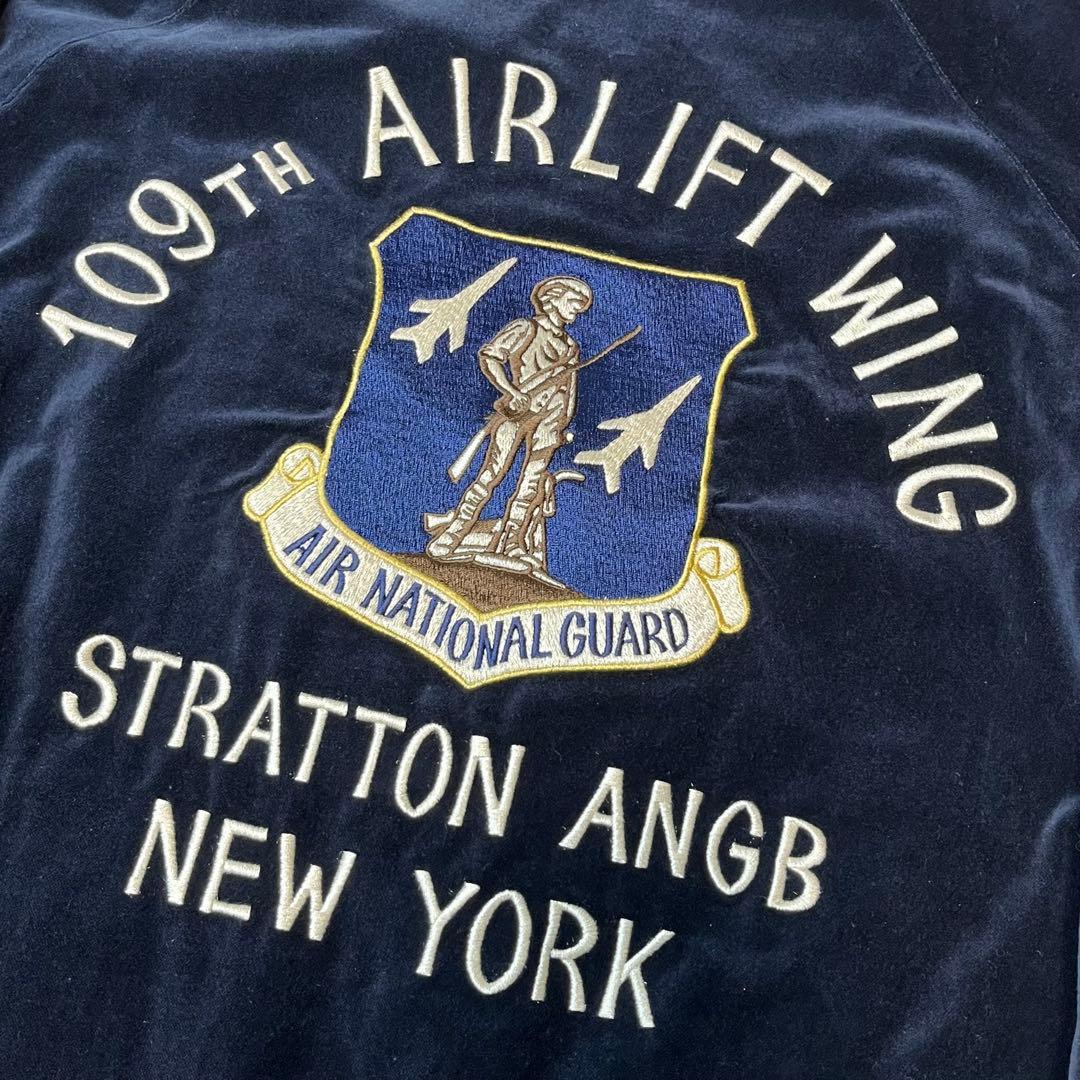 109TH AIRLIFT WING
AIR NATIONAL GUARD
STRATTON ANGB
NEW YORK